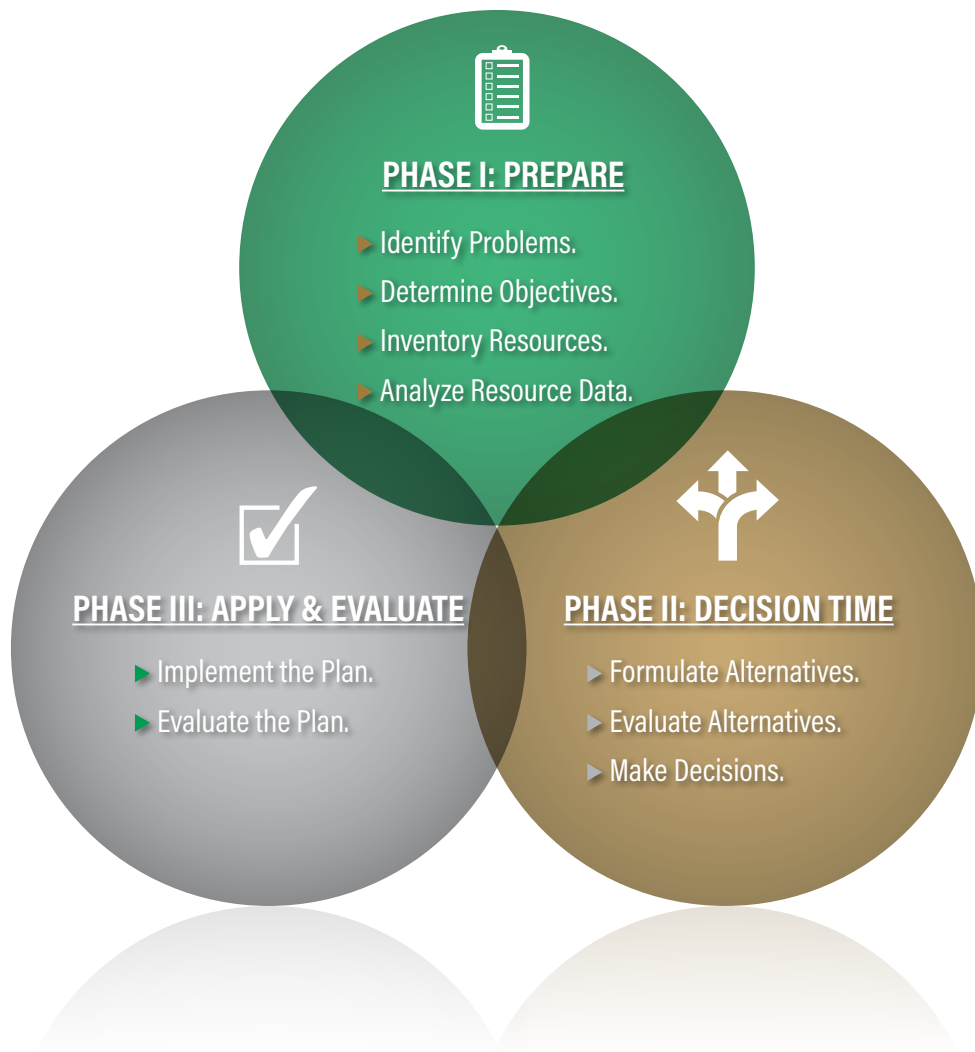 PHASE I: PREPARE
Identify Problems.
Determine Objectives.
Inventory Resources.
Analyze Resource Data.
PHASE II: DECISION TIME
Formulate Alternatives.
Evaluate Alternatives.
Make Decisions.
PHASE III: APPLY & EVALUATE
Implement the Plan.
Evaluate the Plan.